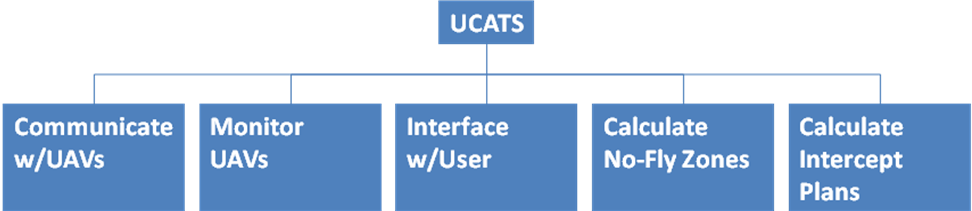 UCATS
Communicate
w/UAVs
Monitor
UAVs
Interface
w/User
Calculate
No-Fly Zones
Calculate
Intercept
Plans